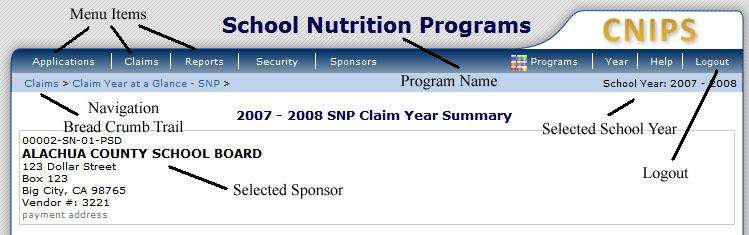 Menu Items
School Nutrition Programs
CNIPS
Applications Claims Reports Security Sponsors Programs Year Help Logout
Claims > Claim Year at a Glance - SNP > School Year: 2007 - 2008
Program Name
Navigation
Bread Crumb Trail
2007 - 2008 SNP Claim Year Summary
Selected School Year
00002-SN-01-PSD
ALACHUA COUNTY SCHOOL BOARD
123 Dollar Street
Box 123
Big City, CA 98765
Vendor #: 3221
payment address
Selected Sponsor
Logout